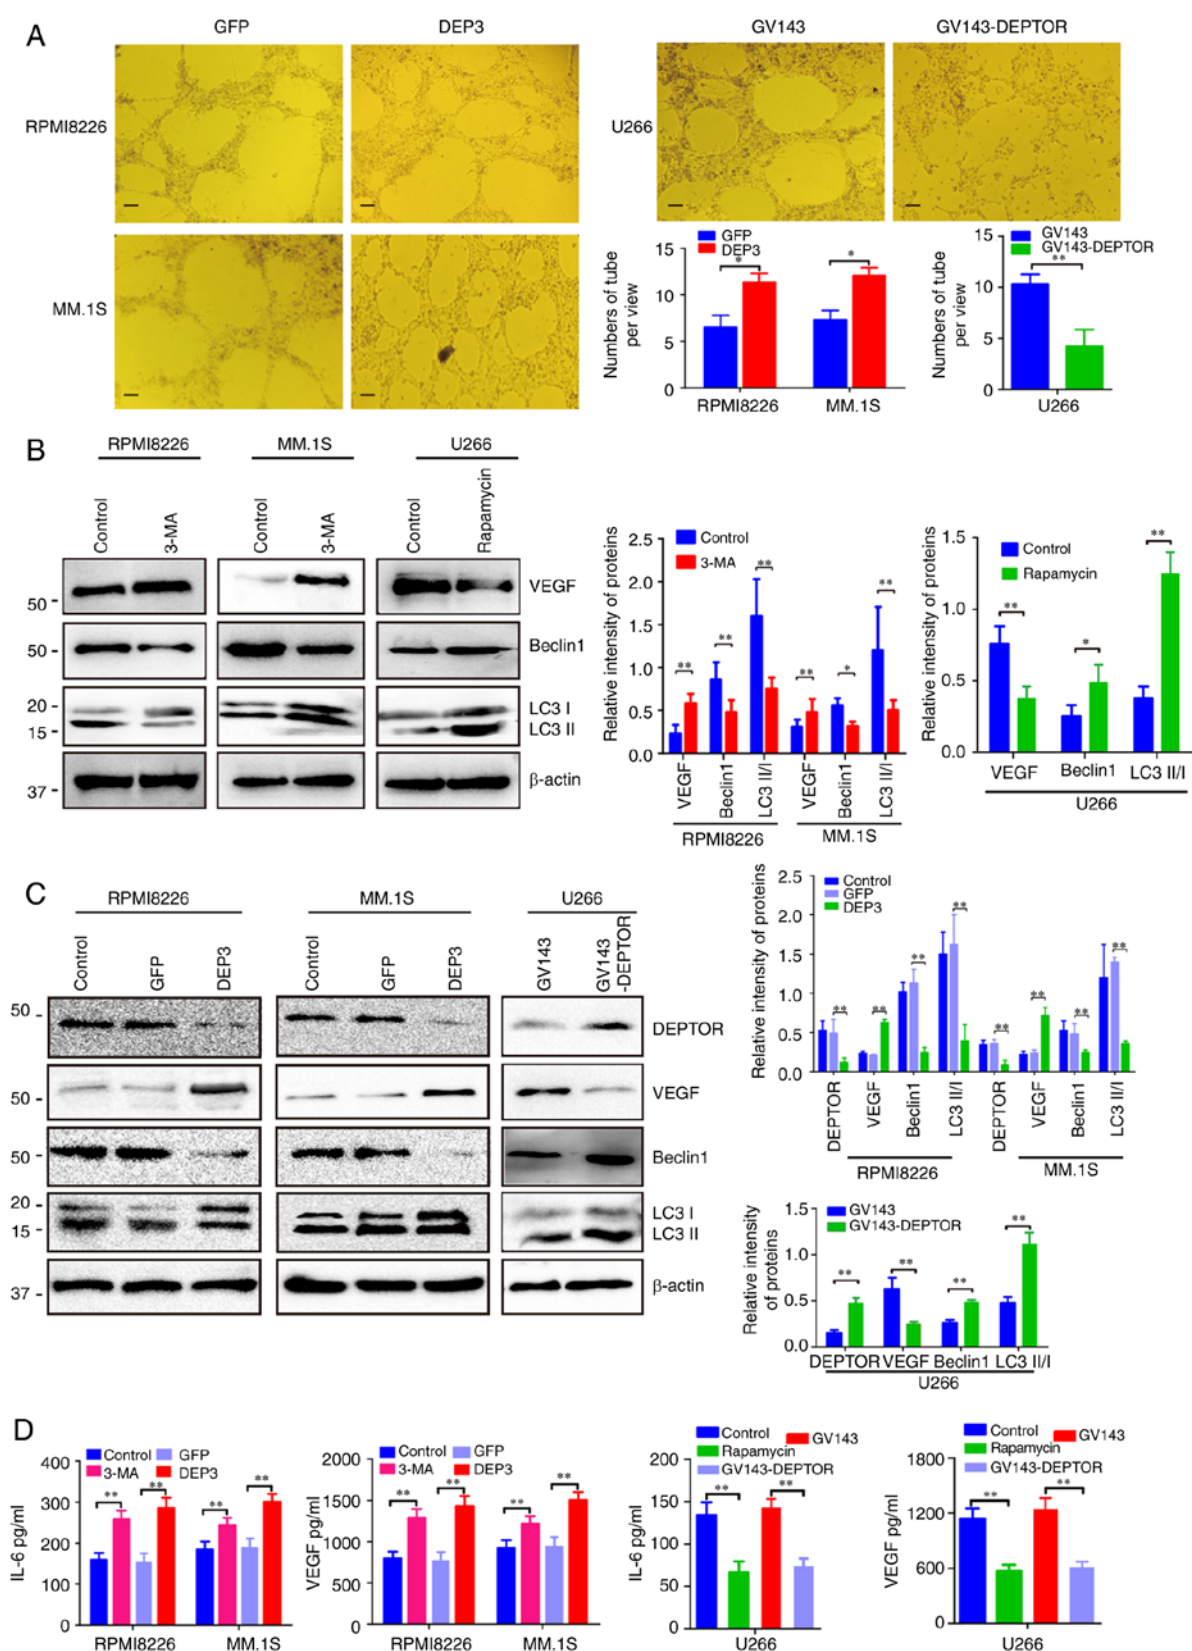 A
GFP
DEP3
GV143
GV143-DEPTOR
RPMI8226
U266
MM.1S
GFP
DEP3
Numbers of tube
per view
15
10
5
0
*
*
RPMI8226
MM.1S
GV143
GV143-DEPTOR
Numbers of tube
per view
15
10
5
0
**
U266
B
RPMI8226
MM.1S
U266
Control
3-MA
Control
3-MA
Control
Rapamycin
50
VEGF
50
Beclin1
20
LC3 I
15
LC3 II
37
β-actin
Relative intensity of proteins
2.5
2.0
1.5
1.0
0.5
0.0
Control
3-MA
**
**
**
**
*
**
VEGF
Beclin1
LC3 II/I
VEGF
Beclin1
LC3 II/I
RPMI8226
MM.1S
Relative intensity of proteins
1.5
1.0
0.5
0.0
Control
Rapamycin
**
*
**
VEGF
Beclin1
LC3 II/I
U266
C
RPMI8226
MM.1S
U266
Control
GFP
DEP3
Control
GFP
DEP3
GV143
GV143
-DEPTOR
50
DEPTOR
50
VEGF
50
Beclin1
20
LC3 I
15
LC3 II
37
β-actin
Relative intensity of proteins
2.5
2.0
1.5
1.0
0.5
0.0
Control
GFP
DEP3
**
**
**
**
**
**
**
**
DEPTOR
VEGF
Beclin1
LC3 II/I
DEPTOR
VEGF
Beclin1
LC3 II/I
RPMI8226
MM.1S
Relative intensity
of proteins
1.5
1.0
0.5
0.0
GV143
GV143-DEPTOR
**
**
**
**
DEPTOR VEGF Beclin1 LC3 II/I
U266
D
IL-6 pg/ml
400
300
200
100
0
Control
GFP
3-MA
DEP3
**
**
**
**
RPMI8226
MM.1S
VEGF pg/ml
2000
1500
1000
500
0
Control
GFP
3-MA
DEP3
**
**
**
**
RPMI8226
MM.1S
IL-6 pg/ml
150
100
50
0
Control
GV143
Rapamycin
GV143-DEPTOR
**
**
U266
VEGF pg/ml
1800
1200
600
0
Control
GV143
Rapamycin
GV143-DEPTOR
**
**
U266